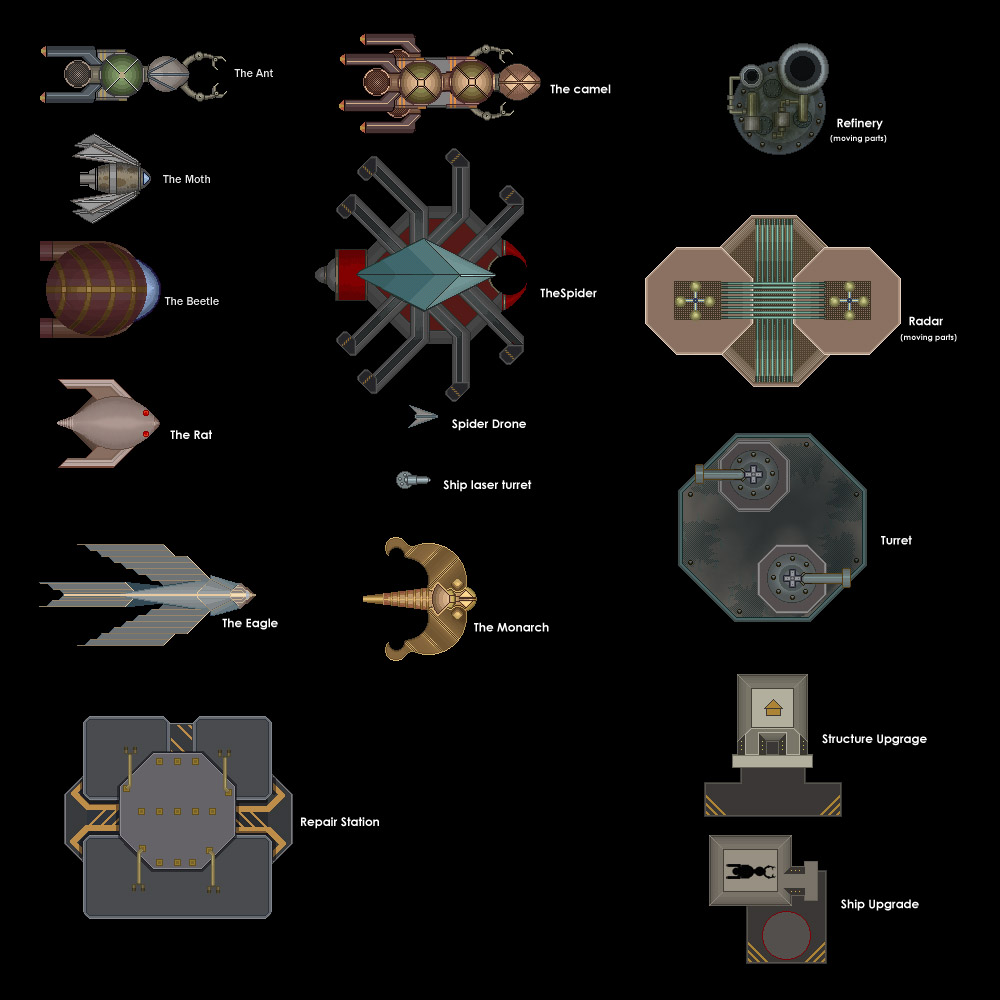 The Ant
The camel
Refinery
(moving parts)
The Moth
The Beetle
TheSpider
Radar
(moving parts)
The Rat
Spider Drone
Ship laser turret
Turret
The Eagle
The Monarch
Structure Upgrage
Repair Station
Ship Upgrade